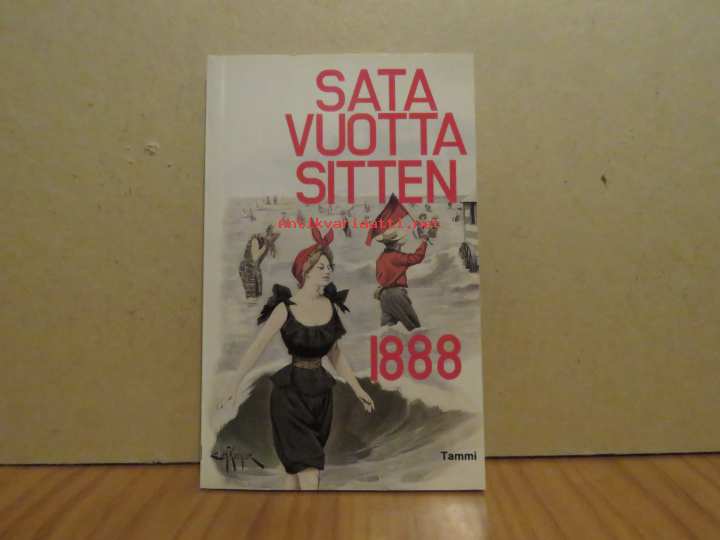 SATA
VUOTTA
SITTEN
Antikvariaatti.net
1888
Tammi